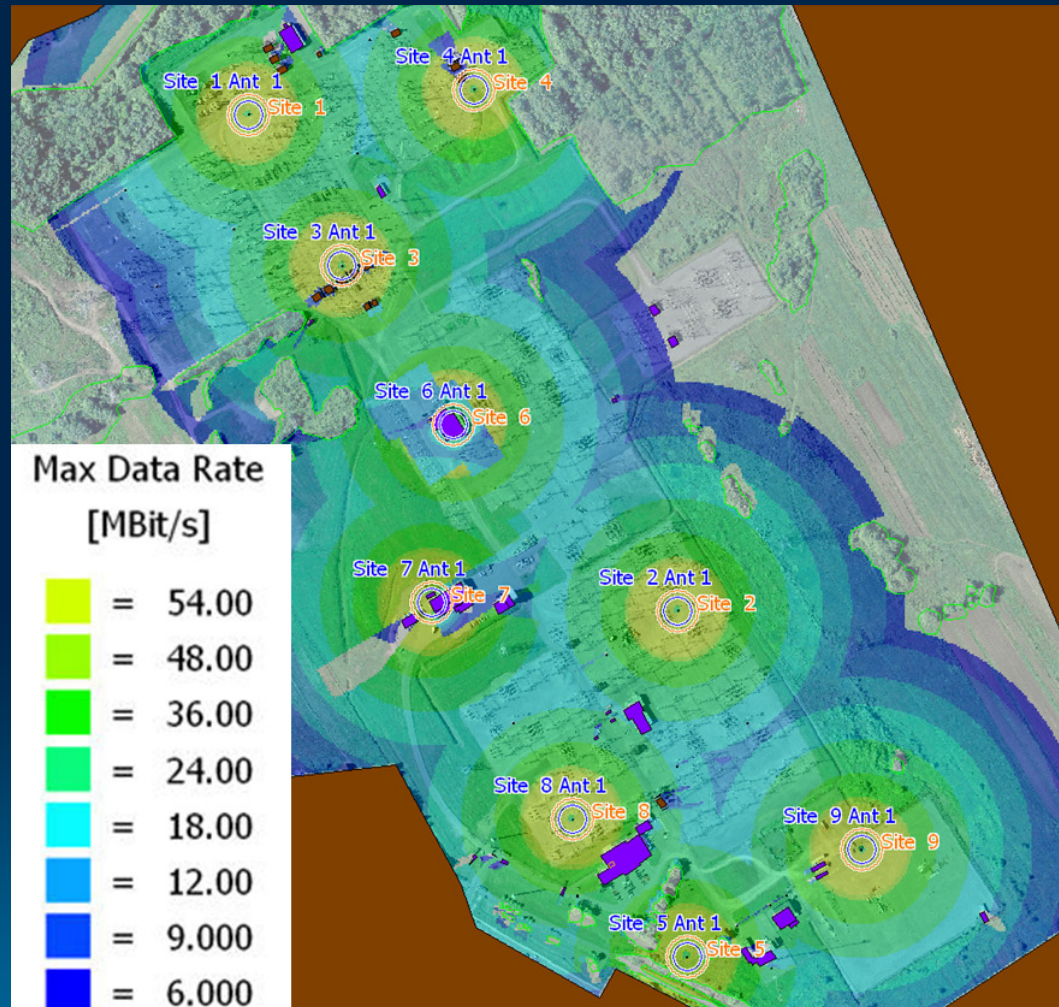 Site 4 Ant 1
Site 4
Site 1 Ant 1
Site 1
Site 3 Ant 1
Site 3
Site 6 Ant 1
Site 6
Max Data Rate
[MBit/s]
= 54.00
= 48.00
= 36.00
= 24.00
= 18.00
= 12.00
= 9.000
= 6.000
Site 7 Ant 1
Site 7
Site 2 Ant 1
Site 2
Site 8 Ant 1
Site 8
Site 9 Ant 1
Site 9
Site 5 Ant 1
Site 5